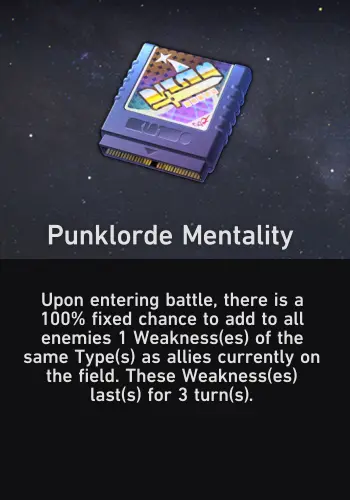 Punklorde Mentality
Upon entering battle, there is a
100% fixed chance to add to all
enemies 1 Weakness(es) of the
same Type(s) as allies currently on
the field. These Weakness(es)
last(s) for 3 turn(s).